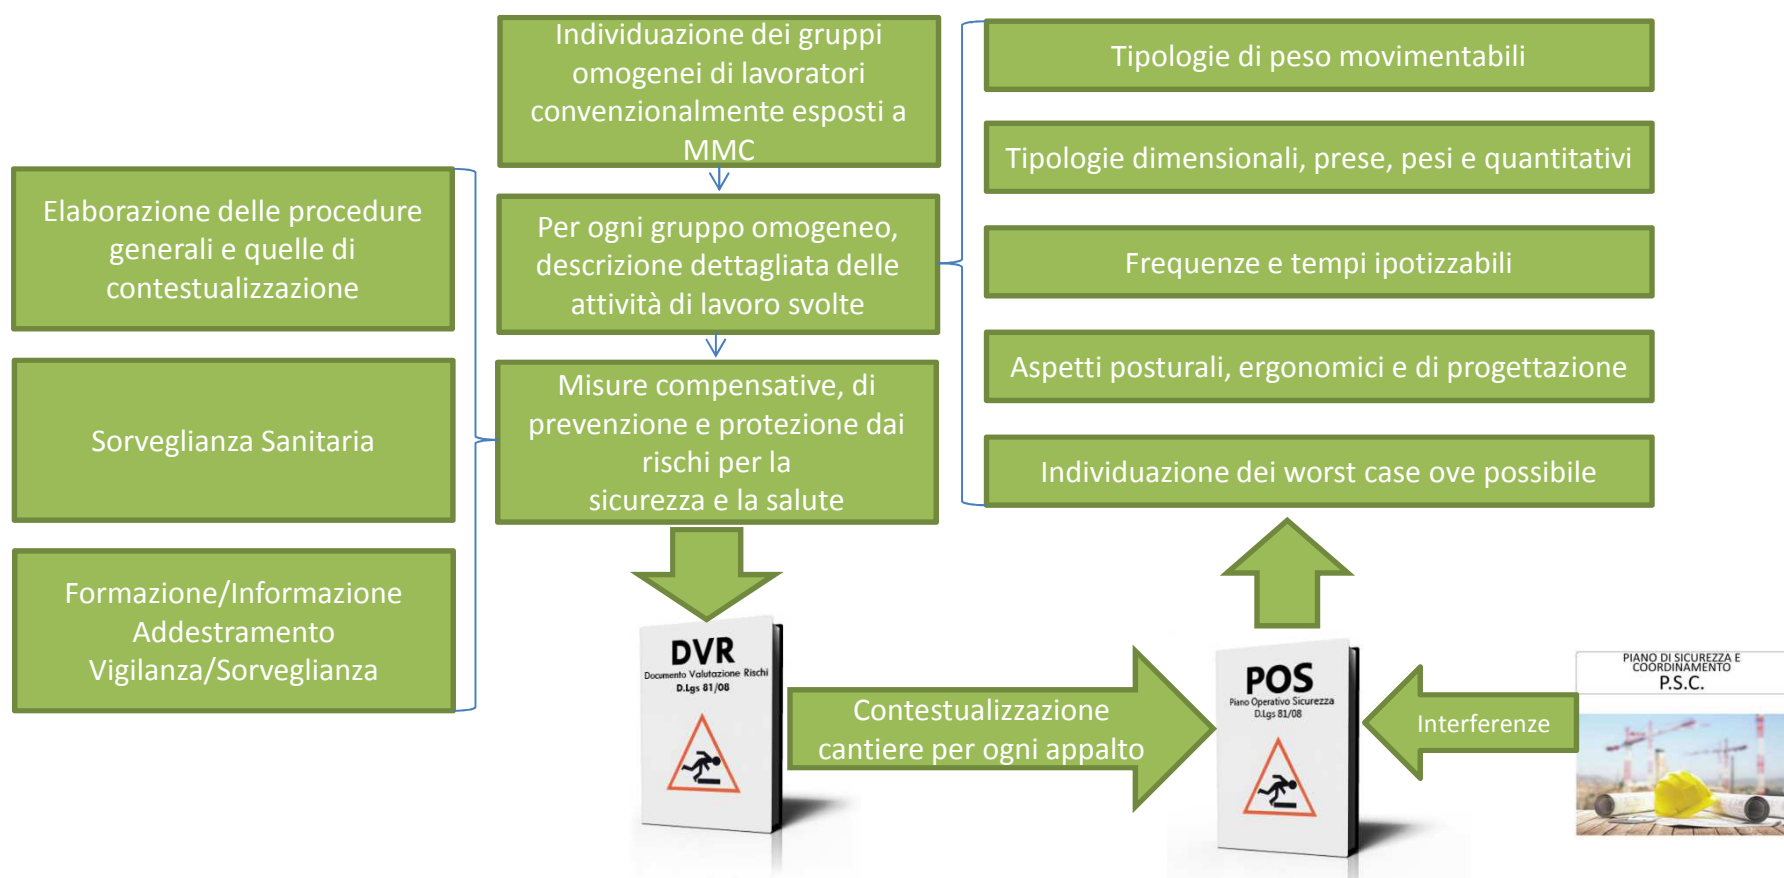 Individuazione dei gruppi
omogenei di lavoratori
convenzionalmente esposti a
MMC
Per ogni gruppo omogeneo,
descrizione dettagliata delle
attività di lavoro svolte
Misure compensative, di
prevenzione e protezione dai
rischi per la
sicurezza e la salute
Tipologie di peso movimentabili
Tipologie dimensionali, prese, pesi e quantitativi
Frequenze e tempi ipotizzabili
Aspetti posturali, ergonomici e di progettazione
Individuazione dei worst case ove possibile
Elaborazione delle procedure
generali e quelle di
contestualizzazione
Sorveglianza Sanitaria
Formazione/Informazione
Addestramento
Vigilanza/Sorveglianza
DVR
Documento Valutazione Rischi
D.Lgs 81/08
Contestualizzazione
cantiere per ogni appalto
POS
Piano Operativo Sicurezza
D.Lgs 81/08
Interferenze
PIANO DI SICUREZZA E
COORDINAMENTO
P.S.C.